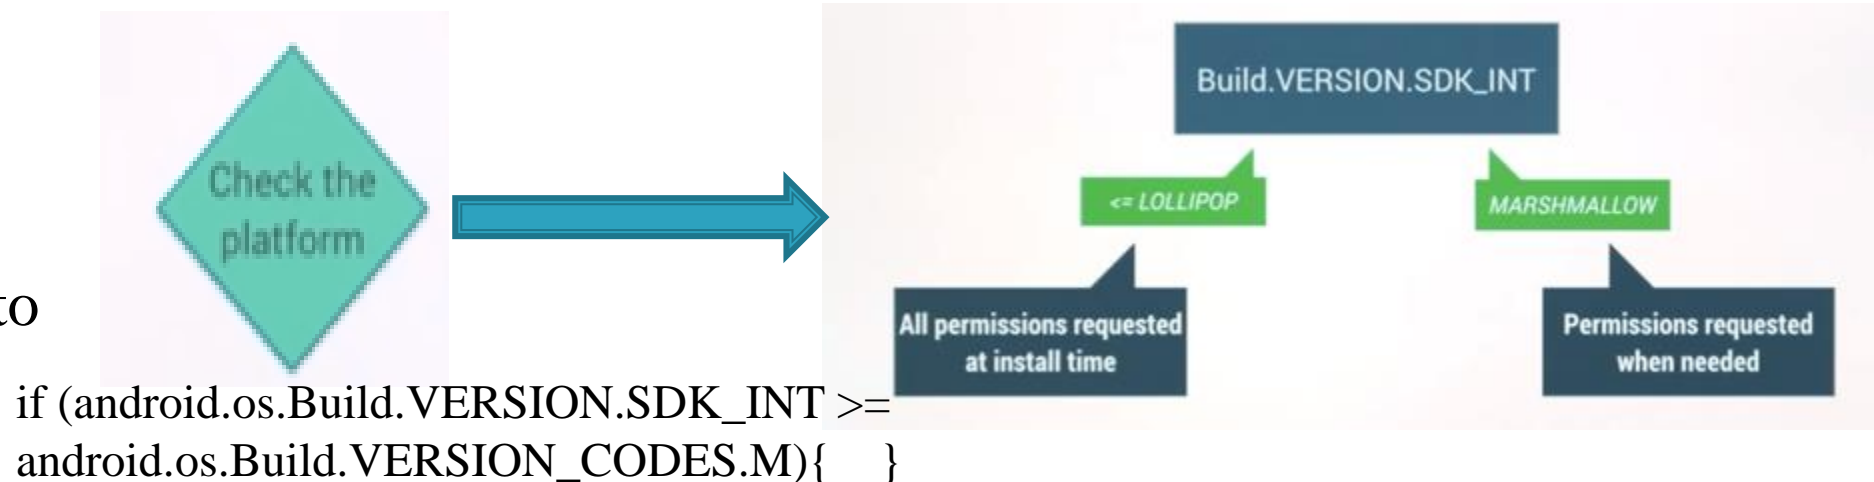 Check the
platform
Build.VERSION.SDK_INT
<= LOLLIPOP
MARSHMALLOW
All permissions requested
at install time
Permissions requested
when needed
to
if (android.os.Build.VERSION.SDK_INT >=
android.os.Build.VERSION_CODES.M){ }